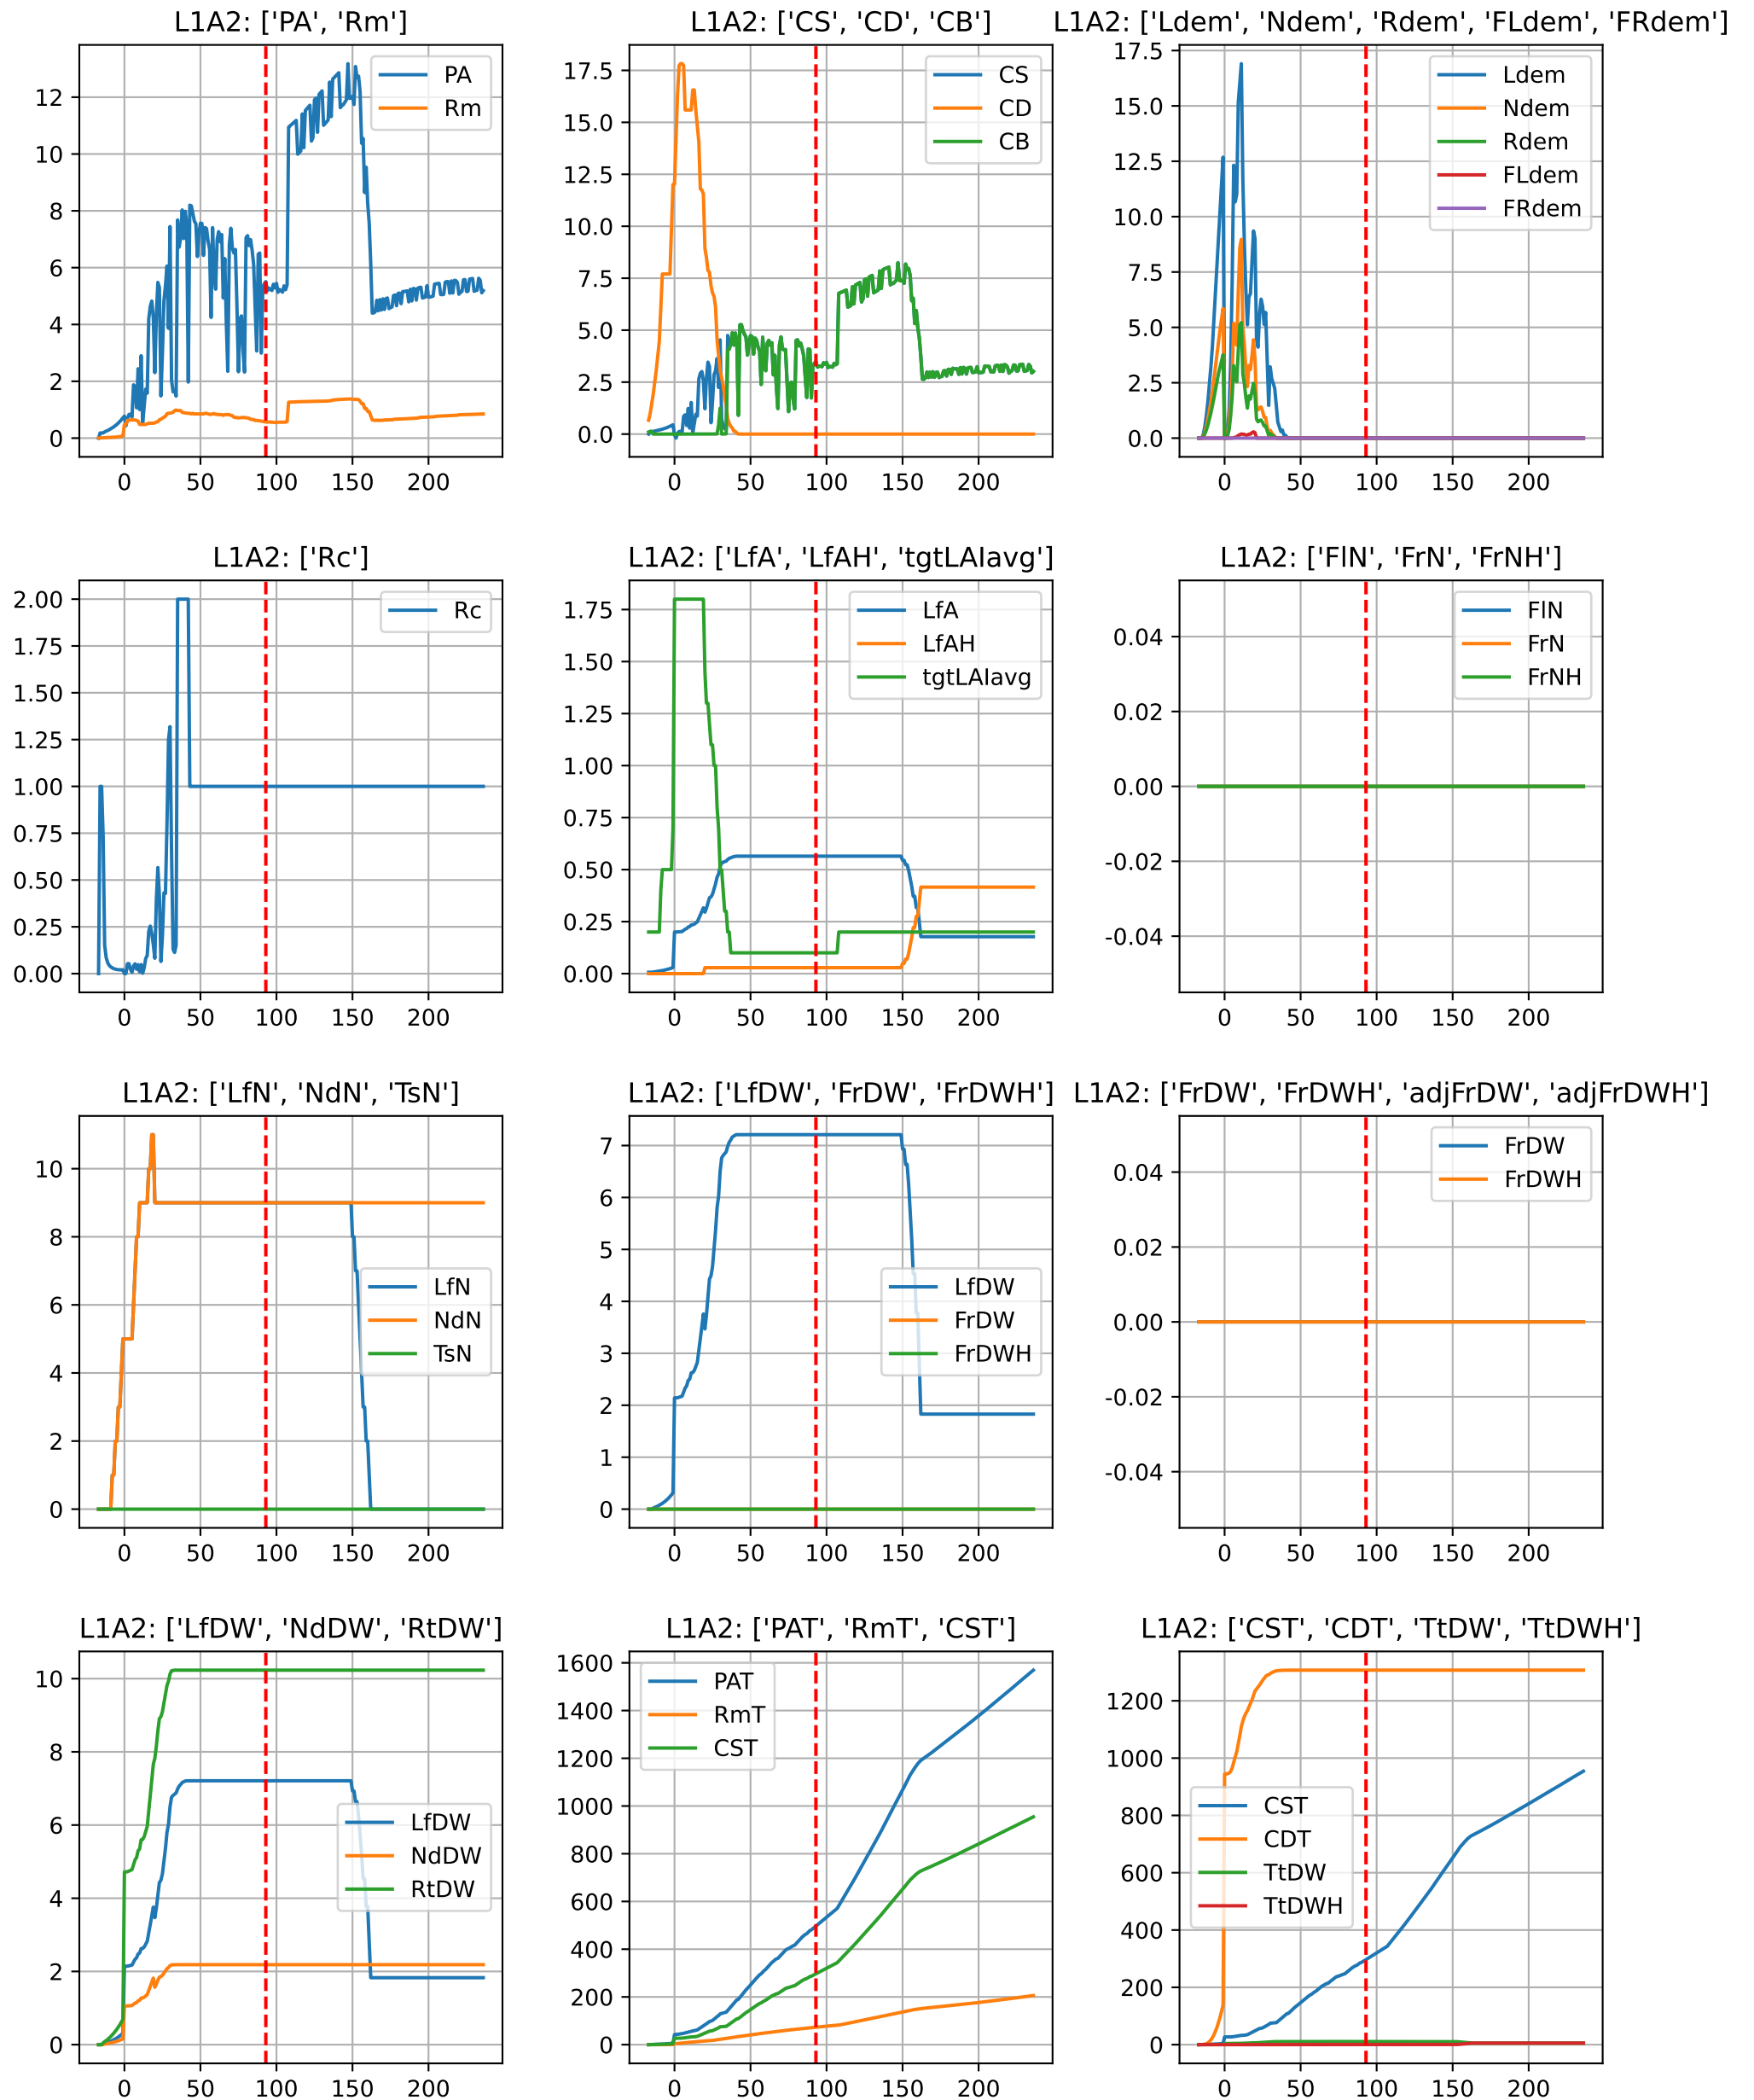 L1A2: ['PA', 'Rm']
PA
Rm
12
10
8
6
4
2
0
0 50 100 150 200
L1A2: ['CS', 'CD', 'CB']
CS
CD
CB
17.5
15.0
12.5
10.0
7.5
5.0
2.5
0.0
0 50 100 150 200
L1A2: ['Ldem', 'Ndem', 'Rdem', 'FLdem', 'FRdem']
Ldem
Ndem
Rdem
FLdem
FRdem
17.5
15.0
12.5
10.0
7.5
5.0
2.5
0.0
0 50 100 150 200
L1A2: ['Rc']
Rc
2.00
1.75
1.50
1.25
1.00
0.75
0.50
0.25
0.00
0 50 100 150 200
L1A2: ['LfA', 'LfAH', 'tgtLAIavg']
LfA
LfAH
tgtLAIavg
1.75
1.50
1.25
1.00
0.75
0.50
0.25
0.00
0 50 100 150 200
L1A2: ['FlN', 'FrN', 'FrNH']
FlN
FrN
FrNH
0.04
0.02
0.00
-0.02
-0.04
0 50 100 150 200
L1A2: ['LfN', 'NdN', 'TsN']
LfN
NdN
TsN
10
8
6
4
2
0
0 50 100 150 200
L1A2: ['LfDW', 'FrDW', 'FrDWH']
LfDW
FrDW
FrDWH
7
6
5
4
3
2
1
0
0 50 100 150 200
L1A2: ['FrDW', 'FrDWH', 'adjFrDW', 'adjFrDWH']
FrDW
FrDWH
0.04
0.02
0.00
-0.02
-0.04
0 50 100 150 200
L1A2: ['LfDW', 'NdDW', 'RtDW']
LfDW
NdDW
RtDW
10
8
6
4
2
0
0 50 100 150 200
L1A2: ['PAT', 'RmT', 'CST']
PAT
RmT
CST
1600
1400
1200
1000
800
600
400
200
0
0 50 100 150 200
L1A2: ['CST', 'CDT', 'TtDW', 'TtDWH']
CST
CDT
TtDW
TtDWH
1200
1000
800
600
400
200
0
0 50 100 150 200